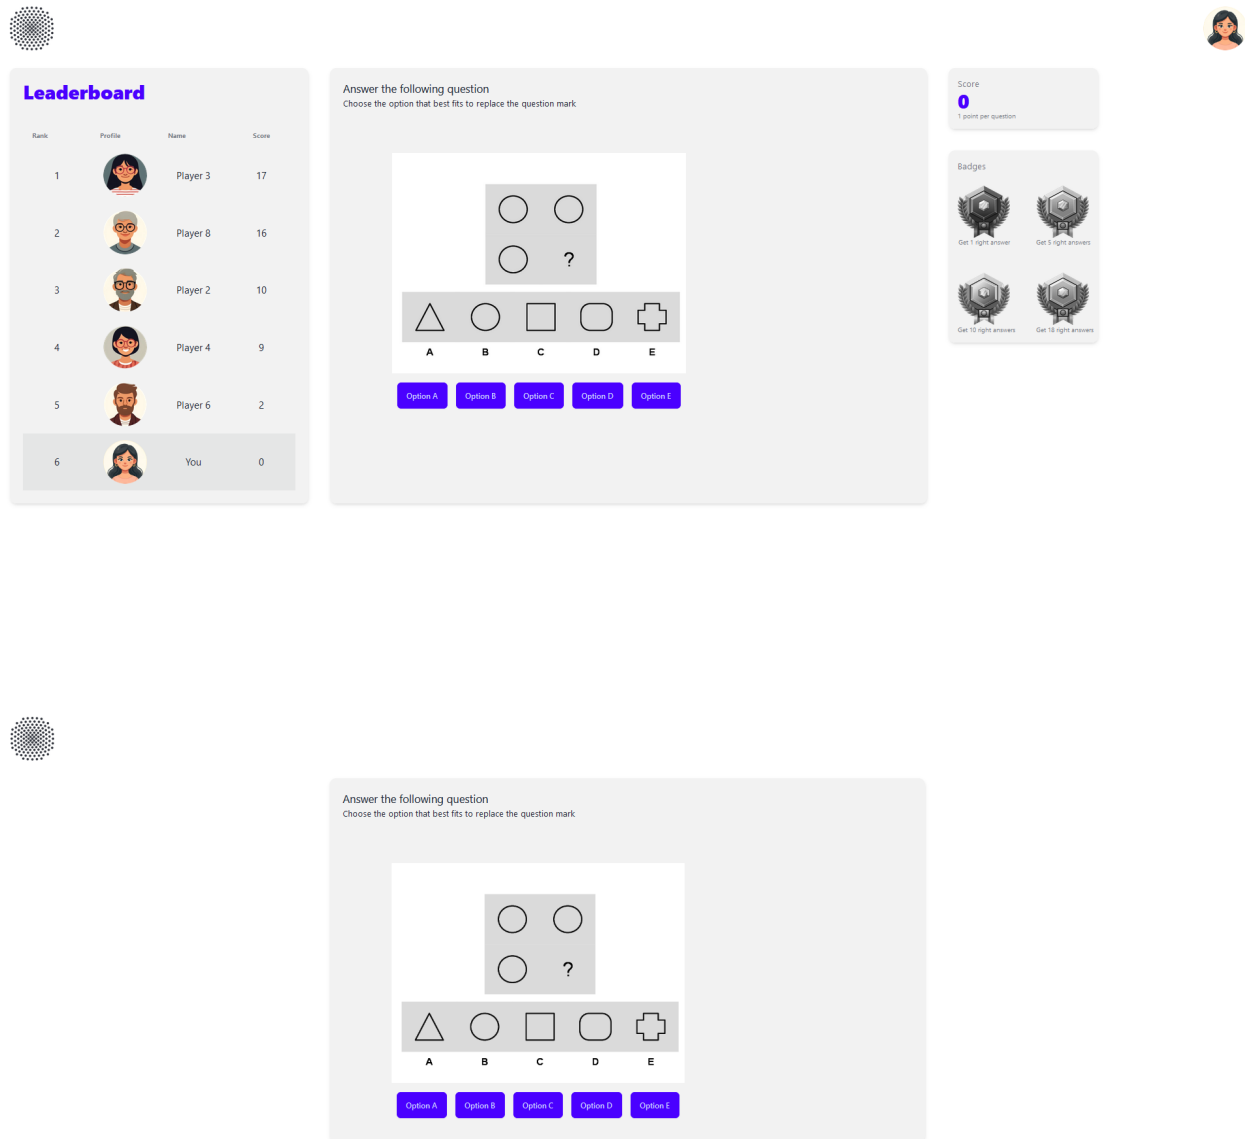 Leaderboard
Rank Profile Name Score
1 Player 3 17
2 Player 8 16
3 Player 2 10
4 Player 4 9
5 Player 6 2
6 You 0
Answer the following question
Choose the option that best fits to replace the question mark
?
A B C D E
Option A Option B Option C Option D Option E
Score
0
1 point per question
Badges
Get 1 right answer Get 5 right answers
Get 10 right answers Get 18 right answers
Answer the following question
Choose the option that best fits to replace the question mark
?
A B C D E
Option A Option B Option C Option D Option E